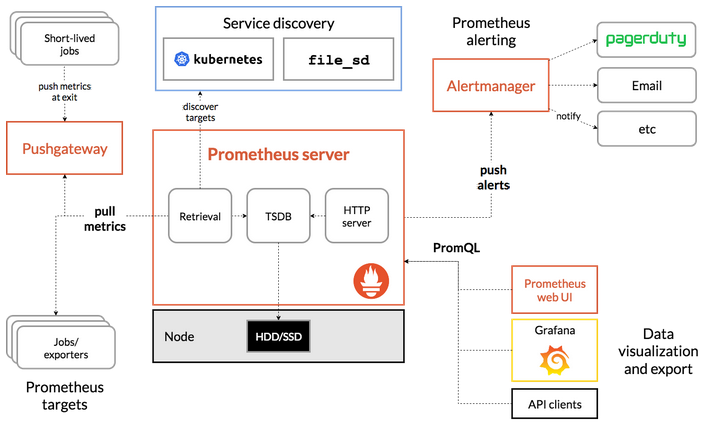 Short-lived
jobs
push metrics
at exit
Pushgateway
Service discovery
kubernetes
file_sd
discover
targets
Prometheus
alerting
Alertmanager
pagerduty
Email
notify
etc
Prometheus server
push
alerts
pull
metrics
Retrieval
TSDB
HTTP
server
PromQL
Node
HDD/SSD
Jobs/
exporters
Prometheus
targets
Prometheus
web UI
Grafana
API clients
Data
visualization
and export